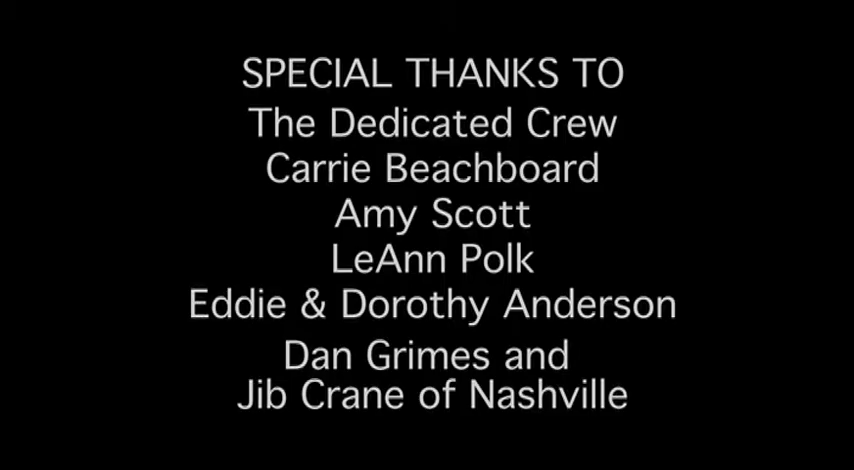 SPECIAL THANKS TO
The Dedicated Crew
Carrie Beachboard
Amy Scott
LeAnn Polk
Eddie & Dorothy Anderson
Dan Grimes and
Jib Crane of Nashville